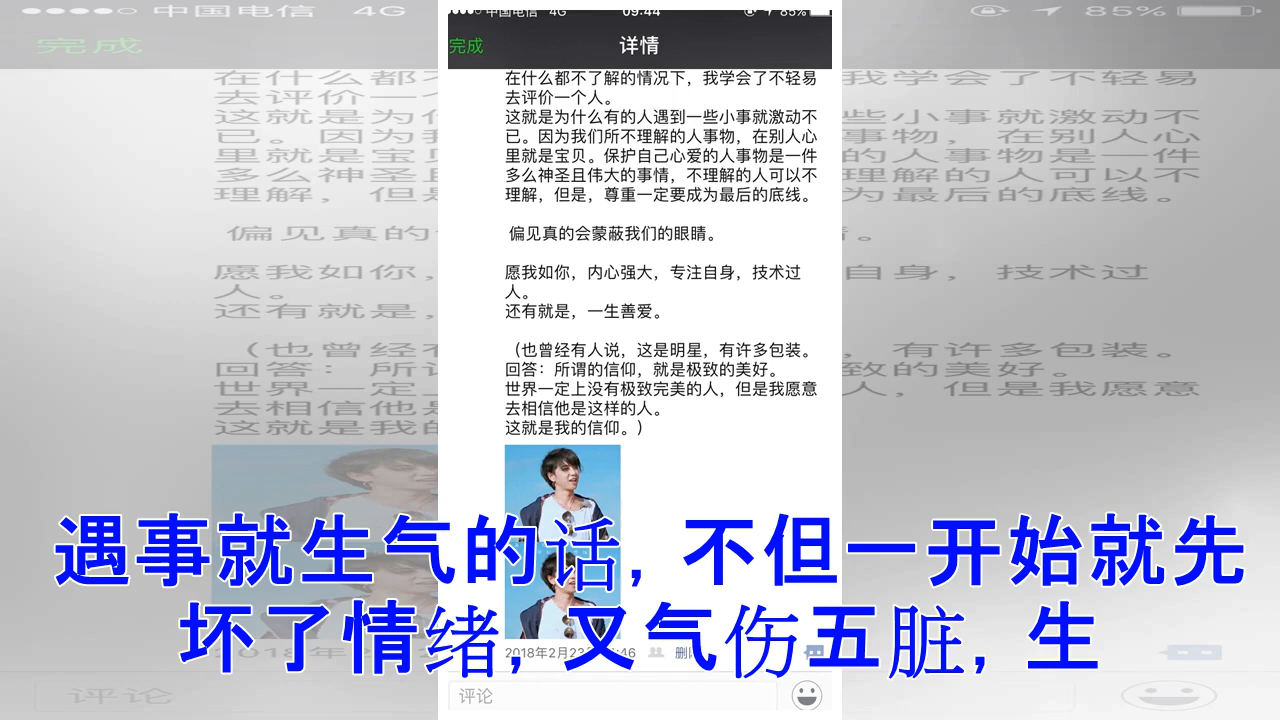 中国电信 4G 09:44 85%
完成 详情
在什么都不了解的情况下，我学会了不轻易
去评价一个人。
这就是为什么有的人遇到一些小事就激动不
已。因为我们所不理解的人事物，在别人心
里就是宝贝。保护自己心爱的人事物是一件
多么神圣且伟大的事情，不理解的人可以不
理解，但是，尊重一定要成为最后的底线。
偏见真的会蒙蔽我们的眼睛。
愿我如你，内心强大，专注自身，技术过
人。
还有就是，一生善爱。
（也曾经有人说，这是明星，有许多包装。
回答：所谓的信仰，就是极致的美好。
世界一定上没有极致完美的人，但是我愿意
去相信他是这样的人。
这就是我的信仰。）
遇事就生气的话，不但一开始就先
坏了情绪，又气伤五脏，生
2018年2月23
评论